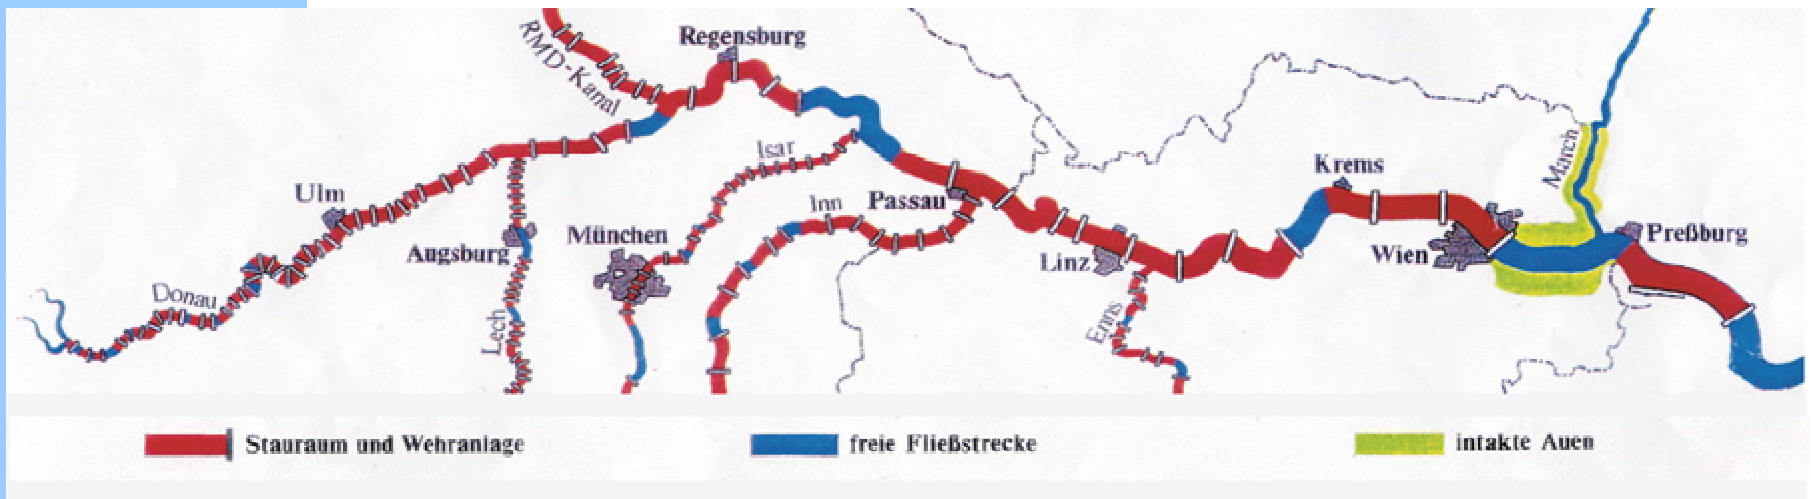 RMD-Kanal
Regensburg
Isar
Ulm
Inn
Passau
Krems
March
Augsburg
München
Linz
Wien
Preßburg
Donau
Lech
Enns
Stauraum und Wehranlage
freie Fließstrecke
intakte Auen